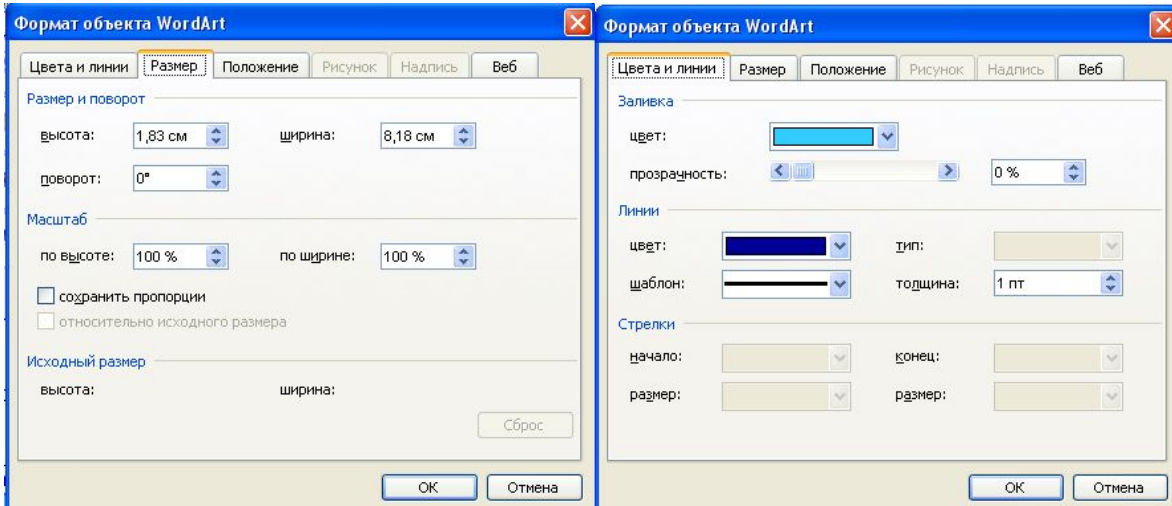 Формат объекта WordArt
Цвета и линии Размер Положение Рисунок Надпись Веб
Размер и поворот
высота: 1,83 см ширина: 8,18 см
поворот: 0°
Масштаб
по высоте: 100 % по ширине: 100 %
сохранить пропорции
относительно исходного размера
Исходный размер
высота: ширина:
Сброс
ОК Отмена
Формат объекта WordArt
Цвета и линии Размер Положение Рисунок Надпись Веб
Заливка
цвет:
прозрачность: 0 %
Линии
цвет: тип:
шаблон: толщина: 1 пт
Стрелки
начало: конец:
размер: размер:
ОК Отмена